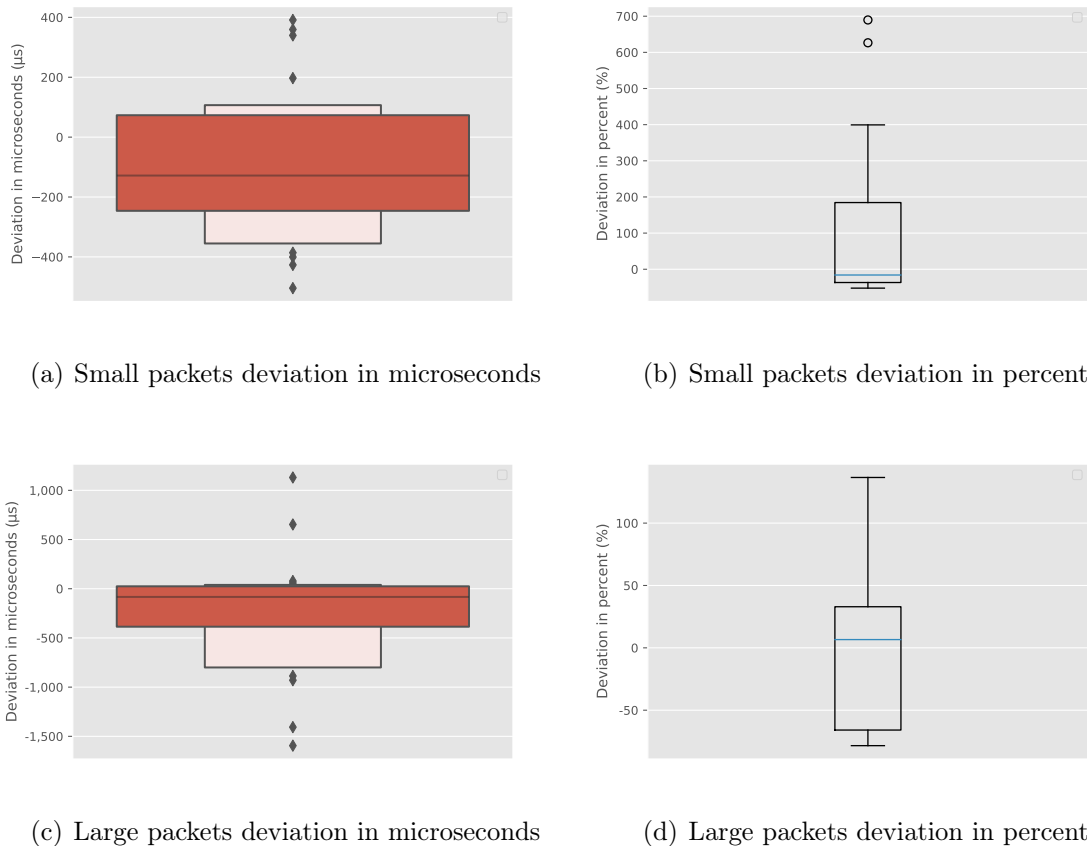 Deviation in microseconds (µs)
400
200
0
−200
−400
(a) Small packets deviation in microseconds
Deviation in percent (%)
700
600
500
400
300
200
100
0
(b) Small packets deviation in percent
Deviation in microseconds (µs)
1,000
500
0
-500
-1,000
-1,500
(c) Large packets deviation in microseconds
Deviation in percent (%)
100
50
0
-50
(d) Large packets deviation in percent